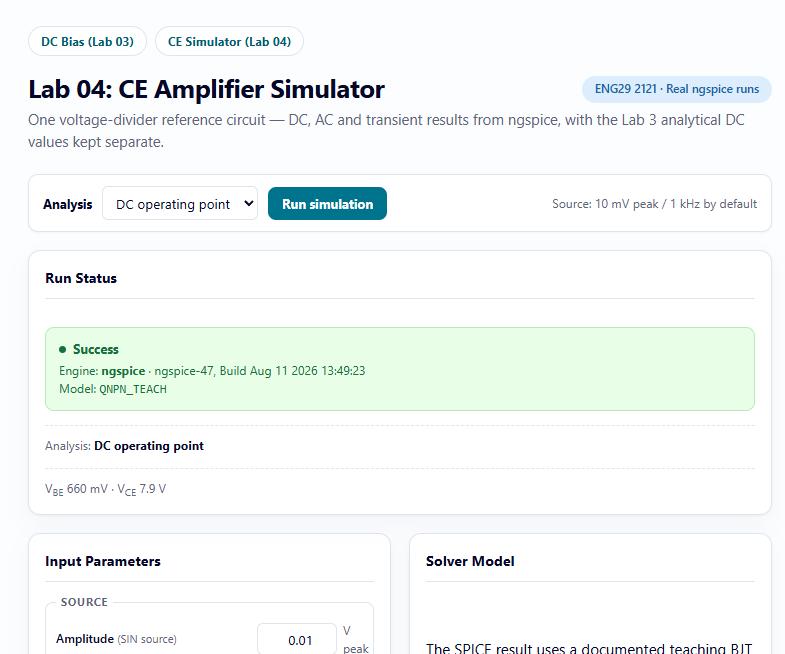 DC Bias (Lab 03)
CE Simulator (Lab 04)
Lab 04: CE Amplifier Simulator
ENG29 2121 · Real ngspice runs
One voltage-divider reference circuit — DC, AC and transient results from ngspice, with the Lab 3 analytical DC
values kept separate.
Analysis
DC operating point
Run simulation
Source: 10 mV peak / 1 kHz by default
Run Status
Success
Engine: ngspice · ngspice-47, Build Aug 11 2026 13:49:23
Model: QNPN_TEACH
Analysis: DC operating point
VBE 660 mV · VCE 7.9 V
Input Parameters
SOURCE
Amplitude (SIN source)
0.01
V
peak
Solver Model
The SPICE result uses a documented teaching BJT